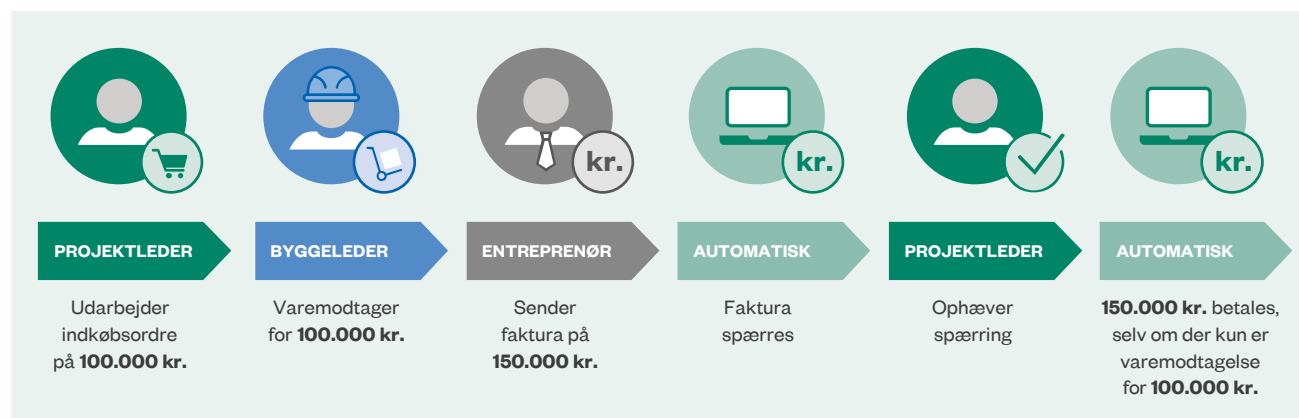 kr.
kr.
kr.
PROJEKTLEDER
BYGGELEDER
ENTREPRENØR
AUTOMATISK
PROJEKTLEDER
AUTOMATISK
Udarbejder
indkøbsordre
på 100.000 kr.
Varemodtager
for 100.000 kr.
Sender
faktura på
150.000 kr.
Faktura
spærres
Ophæver
spærring
150.000 kr. betales,
selv om der kun er
varemodtagelse
for 100.000 kr.